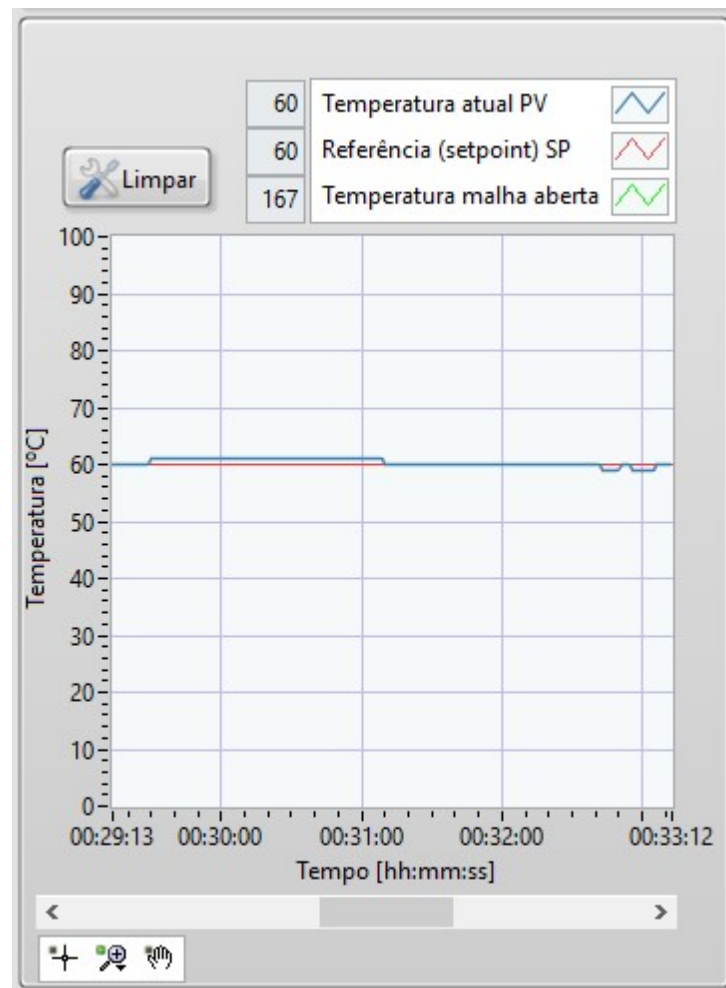 60 Temperatura atual PV
60 Referência (setpoint) SP
Limpar
167 Temperatura malha aberta
100
90
80
70
60
50
40
30
20
10
0
Temperatura [ºC]
00:29:13 00:30:00 00:31:00 00:32:00 00:33:12
Tempo [hh:mm:ss]